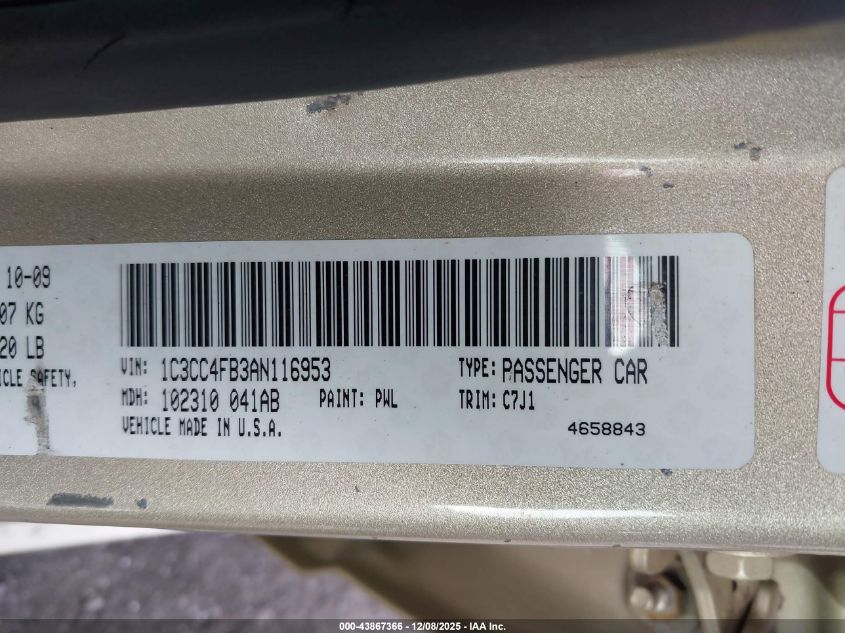 10-09
07 KG
20 LB
ICLE SAFETY,
VIN: 1C3CC4FB3AN116953
TYPE: PASSENGER CAR
MDH: 102310 041AB
PAINT: PWL
TRIM: C7J1
VEHICLE MADE IN U.S.A.
4658843
000-43867366 - 12/08/2025 - IAA Inc.